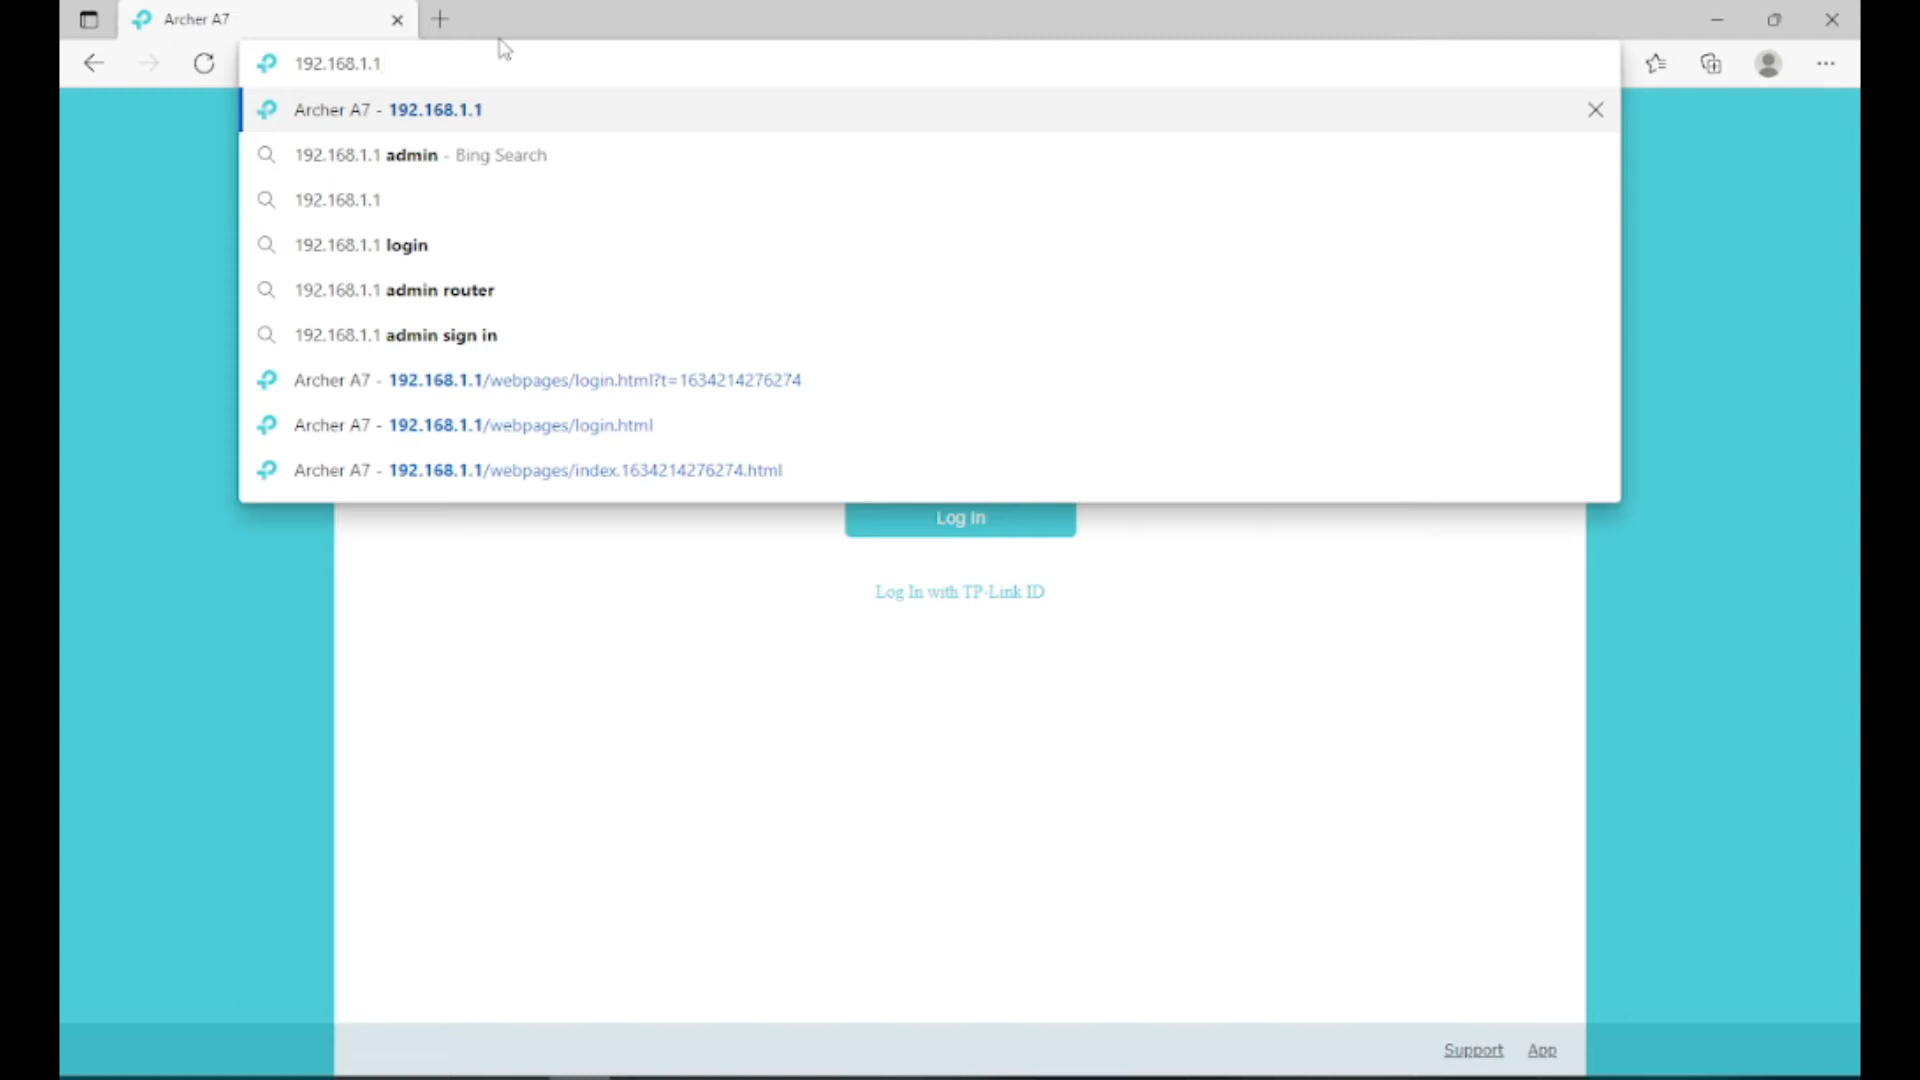 Archer A7
192.168.1.1
Archer A7 - 192.168.1.1
192.168.1.1 admin - Bing Search
192.168.1.1
192.168.1.1 login
192.168.1.1 admin router
192.168.1.1 admin sign in
Archer A7 - 192.168.1.1/webpages/login.html?t=1634214276274
Archer A7 - 192.168.1.1/webpages/login.html
Archer A7 - 192.168.1.1/webpages/index.1634214276274.html
Log In
Log In with TP-Link ID
Support App